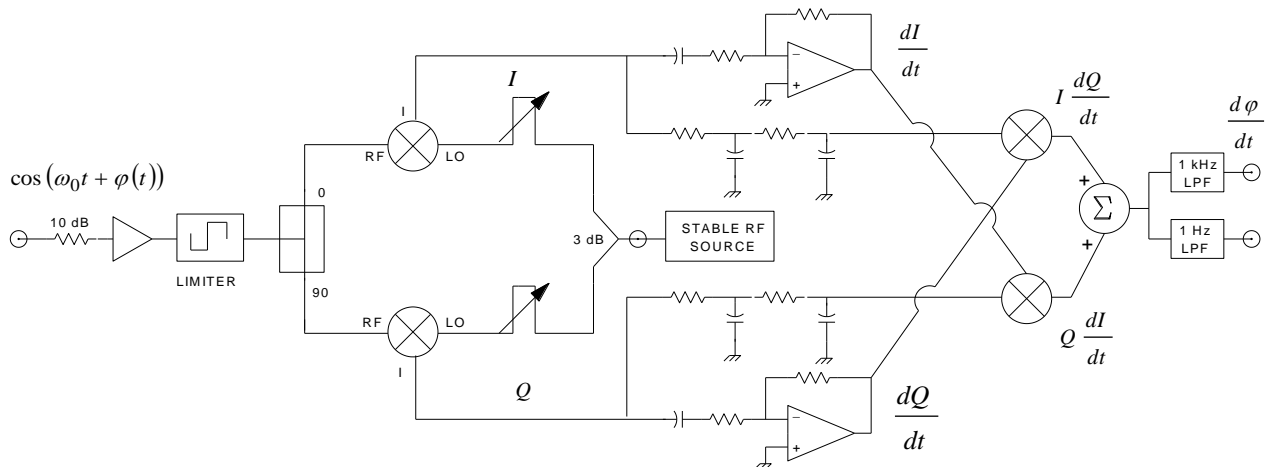 cos(ω₀t + φ(t))
10 dB
LIMITER
0
90
RF
I
LO
I
RF
I
LO
Q
3 dB
STABLE RF
SOURCE
−
+
dI
dt
−
+
dQ
dt
I dQ
dt
Q dI
dt
+
Σ
+
dφ
dt
1 kHz
LPF
1 Hz
LPF